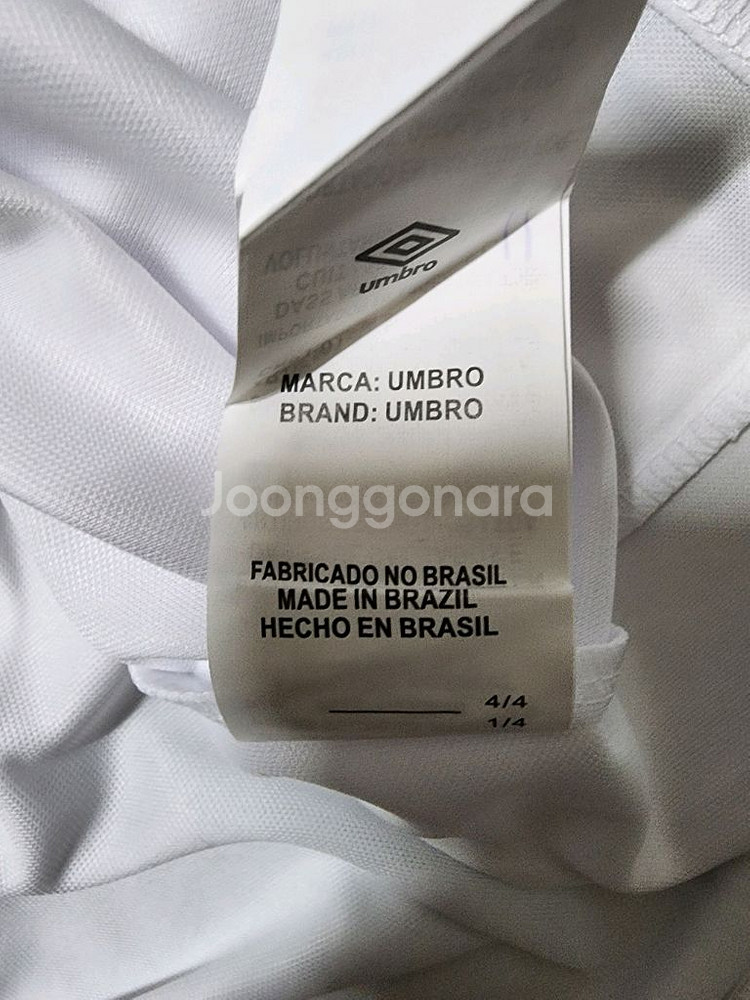 umbro
MARCA: UMBRO
BRAND: UMBRO
Joonggonara
FABRICADO NO BRASIL
MADE IN BRAZIL
HECHO EN BRASIL
4/4
1/4